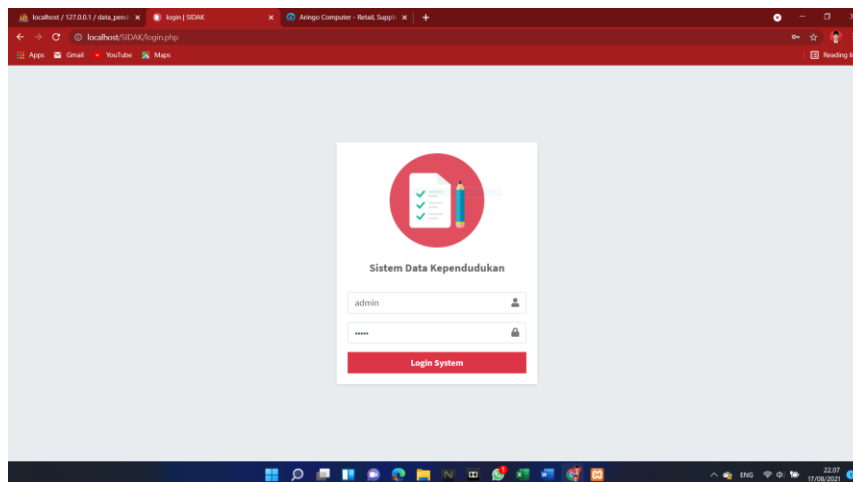 localhost / 127.0.0.1 / data_pend
login | SIDAK
Aringo Computer - Retail, Suppli
localhost/SIDAK/login.php
Apps Gmail YouTube Maps Reading li
Sistem Data Kependudukan
admin
•••••
Login System
ENG
22.07
17/08/2021